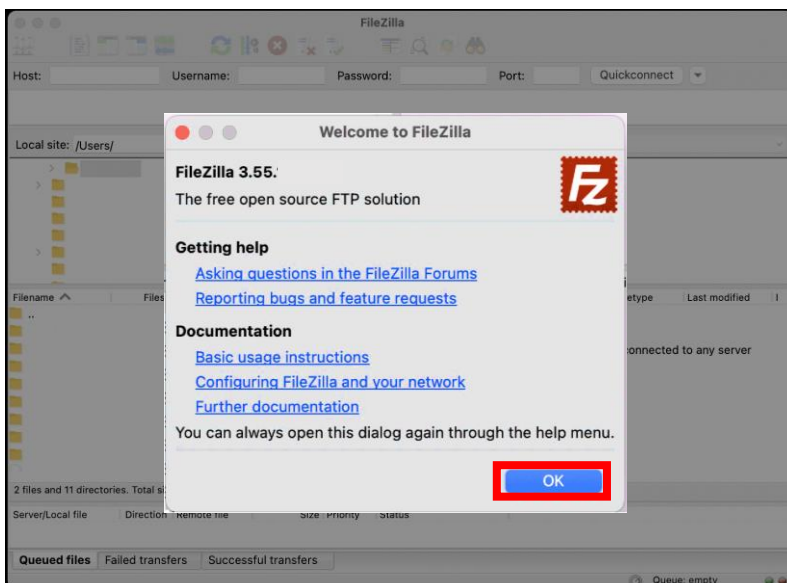 FileZilla
Host: Username: Password: Port: Quickconnect
Local site: /Users/
Welcome to FileZilla
FileZilla 3.55.
Fz
The free open source FTP solution
Getting help
Asking questions in the FileZilla Forums
Reporting bugs and feature requests
Documentation
Basic usage instructions
Configuring FileZilla and your network
Further documentation
You can always open this dialog again through the help menu.
OK
Filename Files etype Last modified
..
connected to any server
2 files and 11 directories. Total si
Server/Local file Direction Remote file Size Priority Status
Queued files Failed transfers Successful transfers
Queue: empty